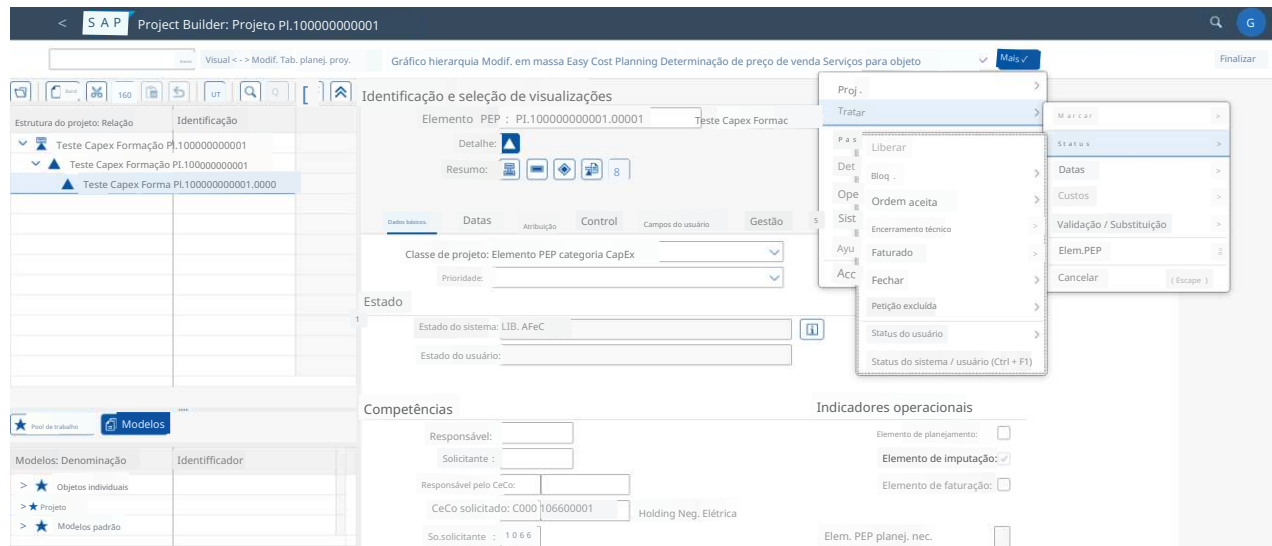 < SAP Project Builder: Projeto Pl.100000000001 G
Visual < - > Modif. Tab. planej. proy. Gráfico hierarquia Modif. em massa Easy Cost Planning Determinação de preço de venda Serviços para objeto Mais ✓ Finalizar
160 UT Q [
Identificação e seleção de visualizações
Estrutura do projeto: Relação Identificação
Elemento PEP : PI.100000000001.00001 Teste Capex Formac
Teste Capex Formação Pl.100000000001
Detalhe:
Teste Capex Formação PI.100000000001
Resumo: 8
Teste Capex Forma Pl.100000000001.0000
Dados básicos. Datas Atribuição Control Campos do usuário Gestão S
Classe de projeto: Elemento PEP categoria CapEx
Prioridade:
Estado
1
Estado do sistema: LIB. AFeC
Estado do usuário:
Proj . >
Tratar >
Pas
Det
Ope
Sist
Ayu
Acc
Liberar
Bloq . >
Ordem aceita >
Encerramento técnico >
Faturado >
Fechar >
Petição excluída >
Status do usuário >
Status do sistema / usuário (Ctrl + F1)
Marcar >
Status >
Datas >
Custos >
Validação / Substituição >
Elem.PEP
Cancelar ( Escape )
Competências Indicadores operacionais
Pool de trabalho Modelos
Responsável: Elemento de planejamento:
Modelos: Denominação Identifficador
Solicitante : Elemento de imputação:
> Objetos individuais
Responsável pelo CeCo: Elemento de faturação:
> Projeto
CeCo solicitado: C000 106600001 Holding Neg. Elétrica
> Modelos padrão
So.solicitante : 1066 Elem. PEP planej. nec.